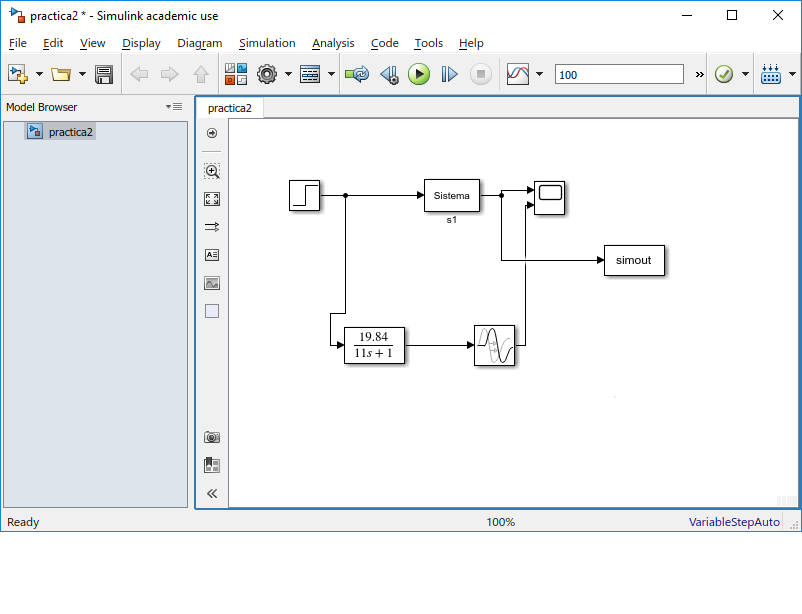 practica2 * - Simulink academic use
File Edit View Display Diagram Simulation Analysis Code Tools Help
100 »
Model Browser
practica2
practica2
Sistema
s1
simout
19.84
11s + 1
Ready 100% VariableStepAuto